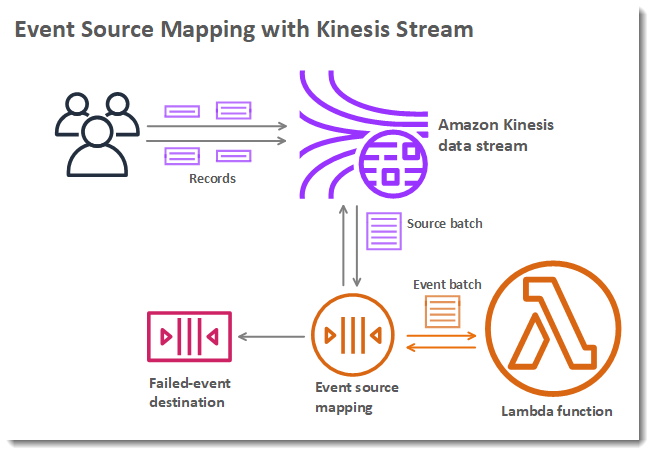 Event Source Mapping with Kinesis Stream
Amazon Kinesis
data stream
Records
Source batch
Event batch
Failed-event
destination
Event source
mapping
Lambda function